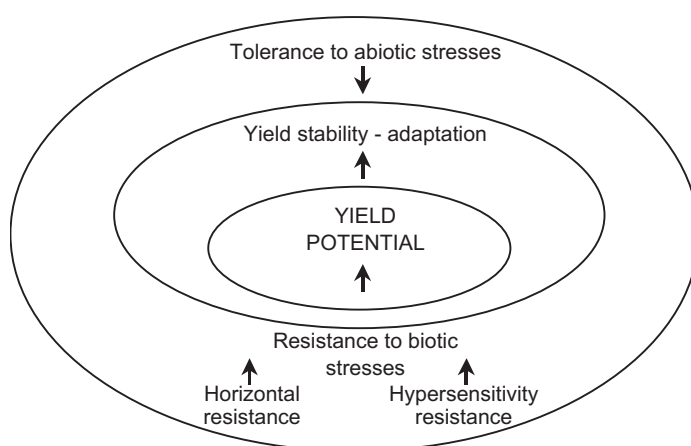 Tolerance to abiotic stresses
Yield stability - adaptation
YIELD
POTENTIAL
Resistance to biotic
stresses
Horizontal
resistance
Hypersensitivity
resistance